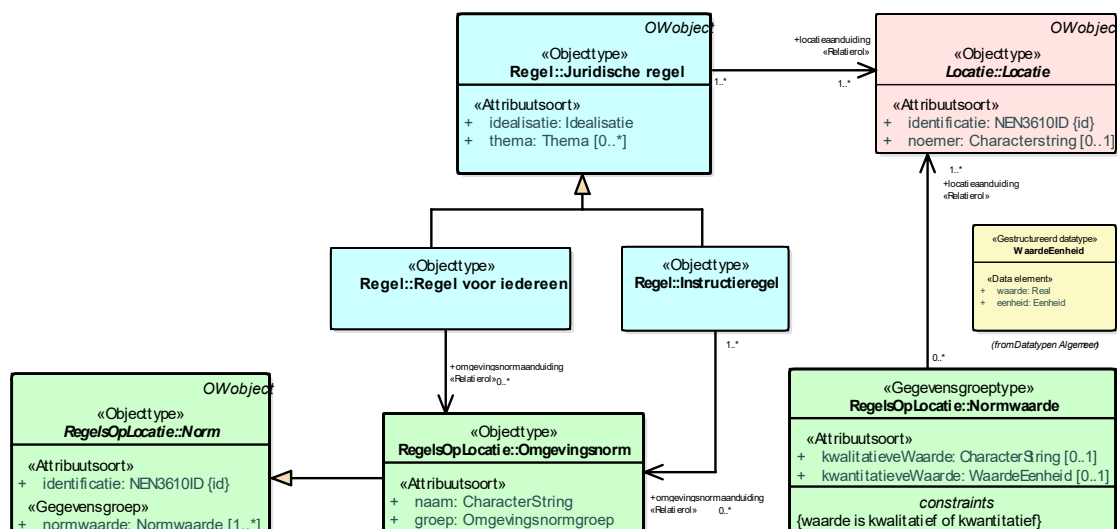 OWobject
«Objecttype»
Regel::Juridische regel
«Attribuutsoort»
+ idealisatie: Idealisatie
+ thema: Thema [0..*]
+locatieaanduiding
«Relatierol»
1..*
1..*
OWobjec
«Objecttype»
Locatie::Locatie
«Attribuutsoort»
+ identificatie: NEN3610ID {id}
+ noemer: Characterstring [0..1]
1..*
+locatieaanduiding
«Relatierol»
«Objecttype»
Regel::Regel voor iedereen
«Objecttype»
Regel::Instructieregel
«Gestructureerd datatype»
WaardeEenheid
«Data element»
+ waarde: Real
+ eenheid: Eenheid
(from Datatypen Algemeen)
1..*
0..*
+omgevingsnormaanduiding
«Relatierol» 0..*
OWobject
«Objecttype»
RegelsOpLocatie::Norm
«Attribuutsoort»
+ identificatie: NEN3610ID {id}
«Gegevensgroep»
+ normwaarde: Normwaarde [1..*]
«Objecttype»
RegelsOpLocatie::Omgevingsnorm
«Attribuutsoort»
+ naam: CharacterString
+ groep: Omgevingsnormgroep
+omgevingsnormaanduiding
«Relatierol» 0..*
«Gegevensgroeptype»
RegelsOpLocatie::Normwaarde
«Attribuutsoort»
+ kwalitatieveWaarde: CharacterString [0..1]
+ kwantitatieveWaarde: WaardeEenheid [0..1]
constraints
{waarde is kwalitatief of kwantitatief}